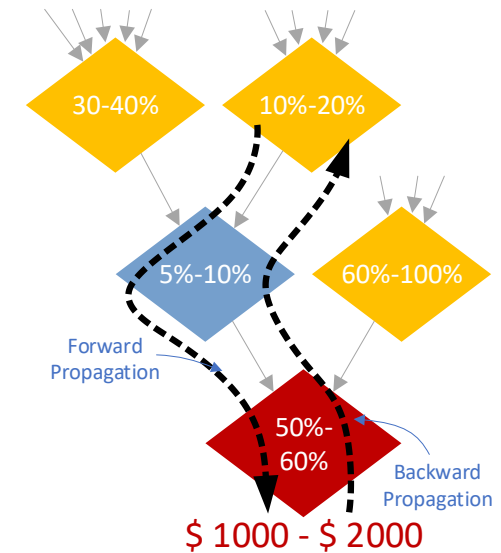 30-40%
10%-20%
5%-10%
60%-100%
Forward
Propagation
50%-
60%
Backward
Propagation
$ 1000 - $ 2000